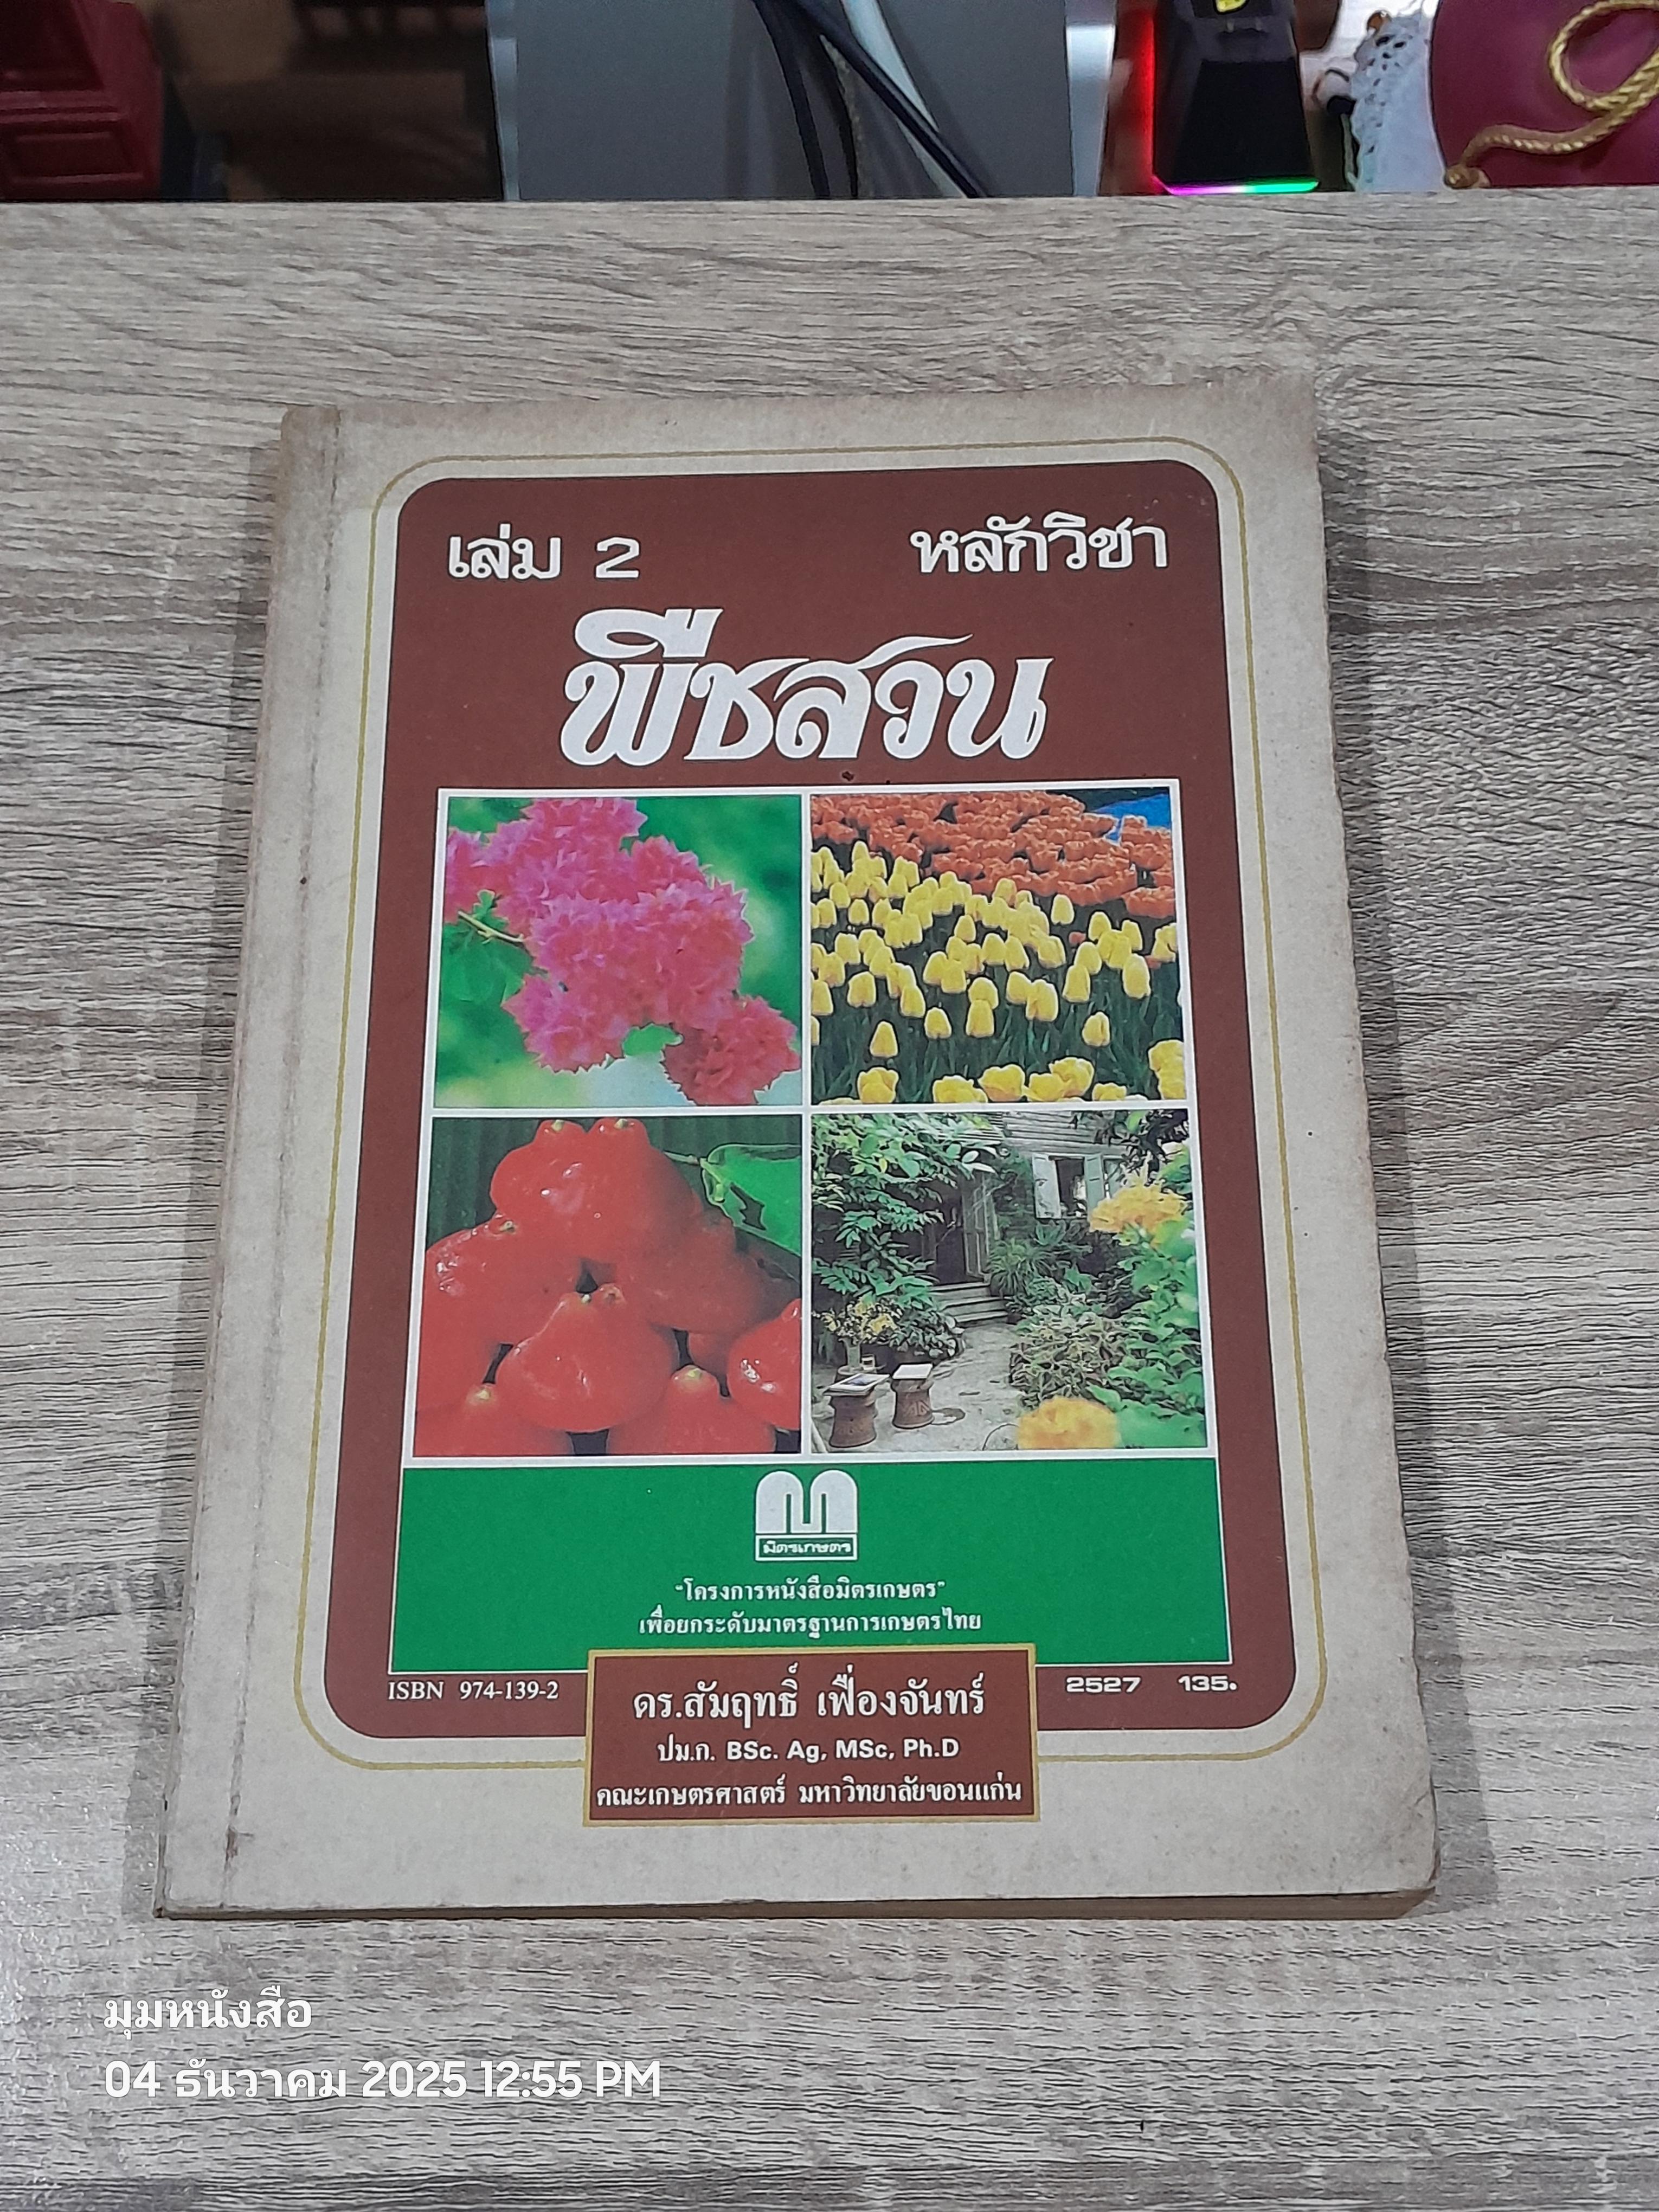 เล่ม 2 หลักวิชา
พืชสวน
มิตรเกษตร
“โครงการหนังสือมิตรเกษตร”
เพื่อยกระดับมาตรฐานการเกษตรไทย
ISBN 974-139-2
2527 135.
ดร.สัมฤทธิ์ เฟื่องจันทร์
ปม.ก. BSc. Ag, MSc, Ph.D
คณะเกษตรศาสตร์ มหาวิทยาลัยขอนแก่น
มุมหนังสือ
04 ธันวาคม 2025 12:55 PM